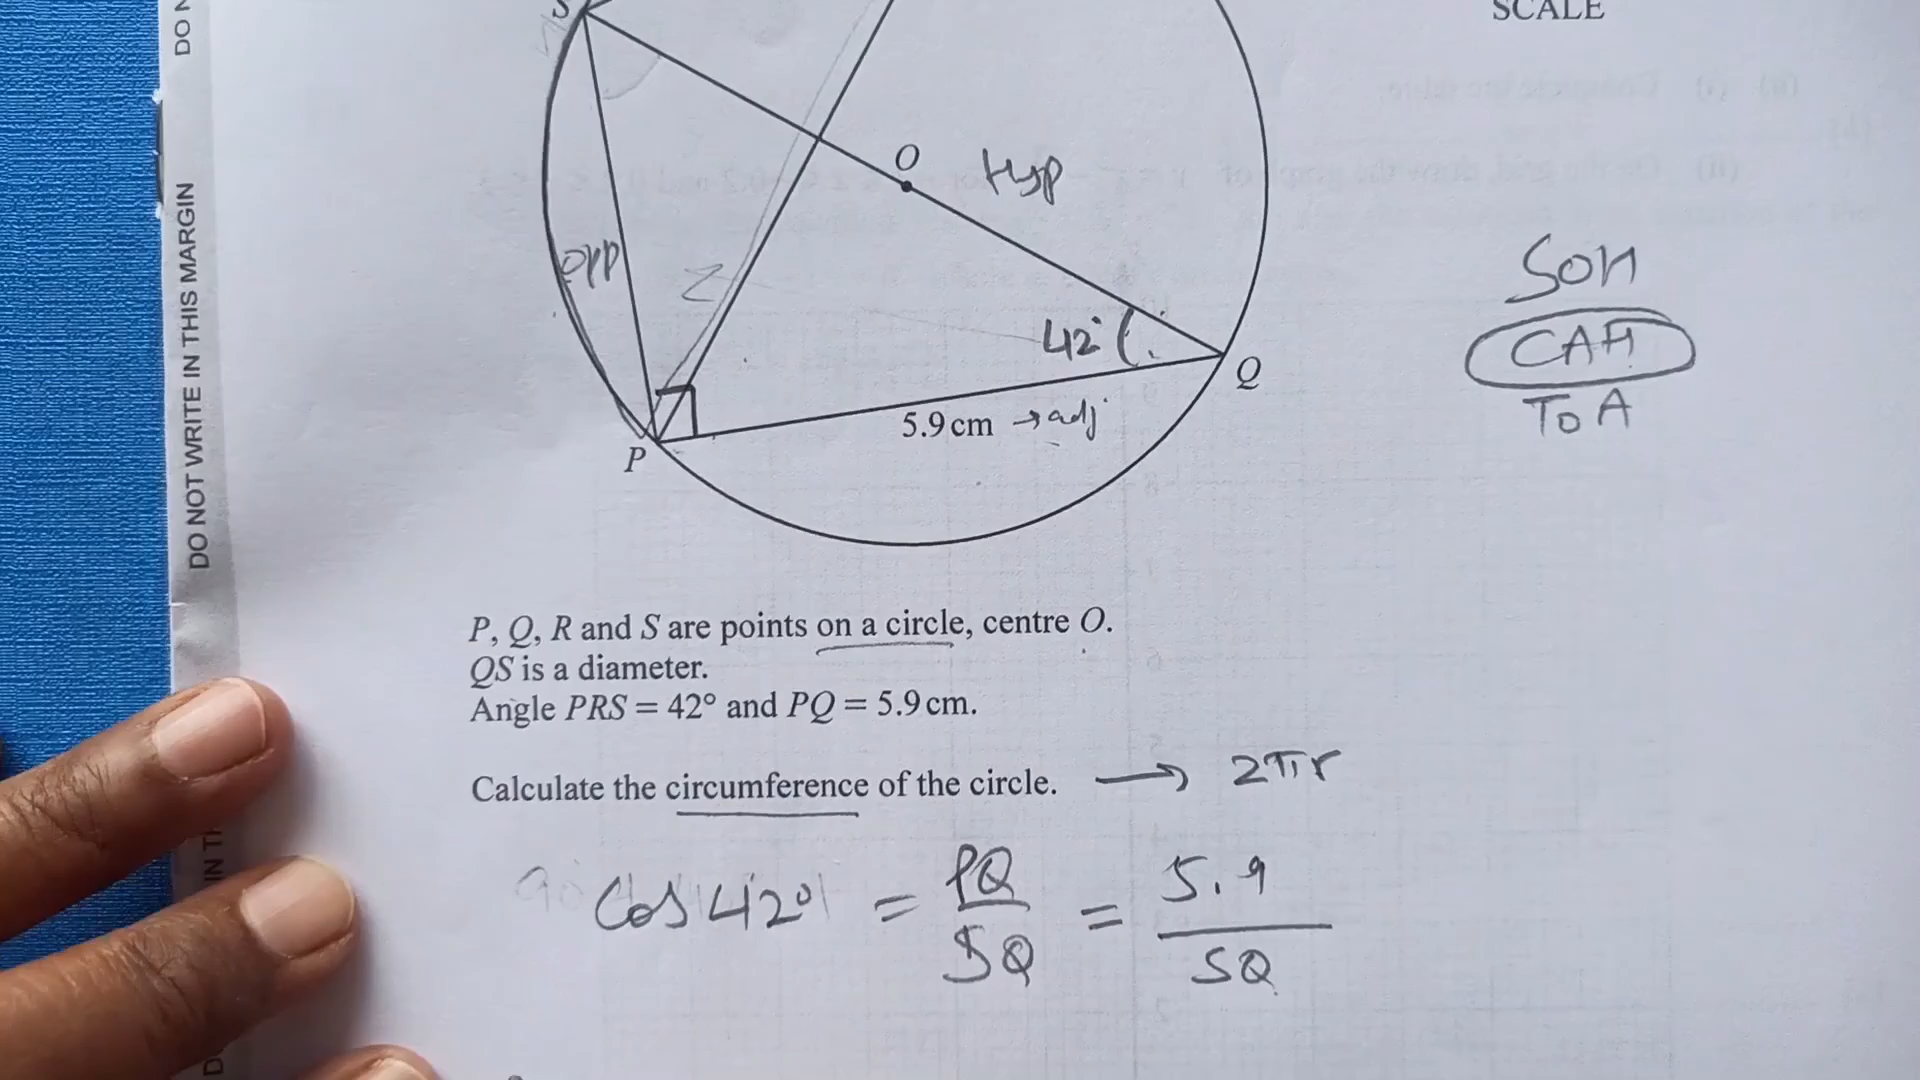 SCALE
S
O
Hyp
opp
42°
Q
5.9 cm → adj
P
SOH
CAH
TOA
DO NOT WRITE IN THIS MARGIN
P, Q, R and S are points on a circle, centre O.
QS is a diameter.
Angle PRS = 42° and PQ = 5.9 cm.
Calculate the circumference of the circle. → 2πr
Cos 42° = PQ / SQ = 5.9 / SQ